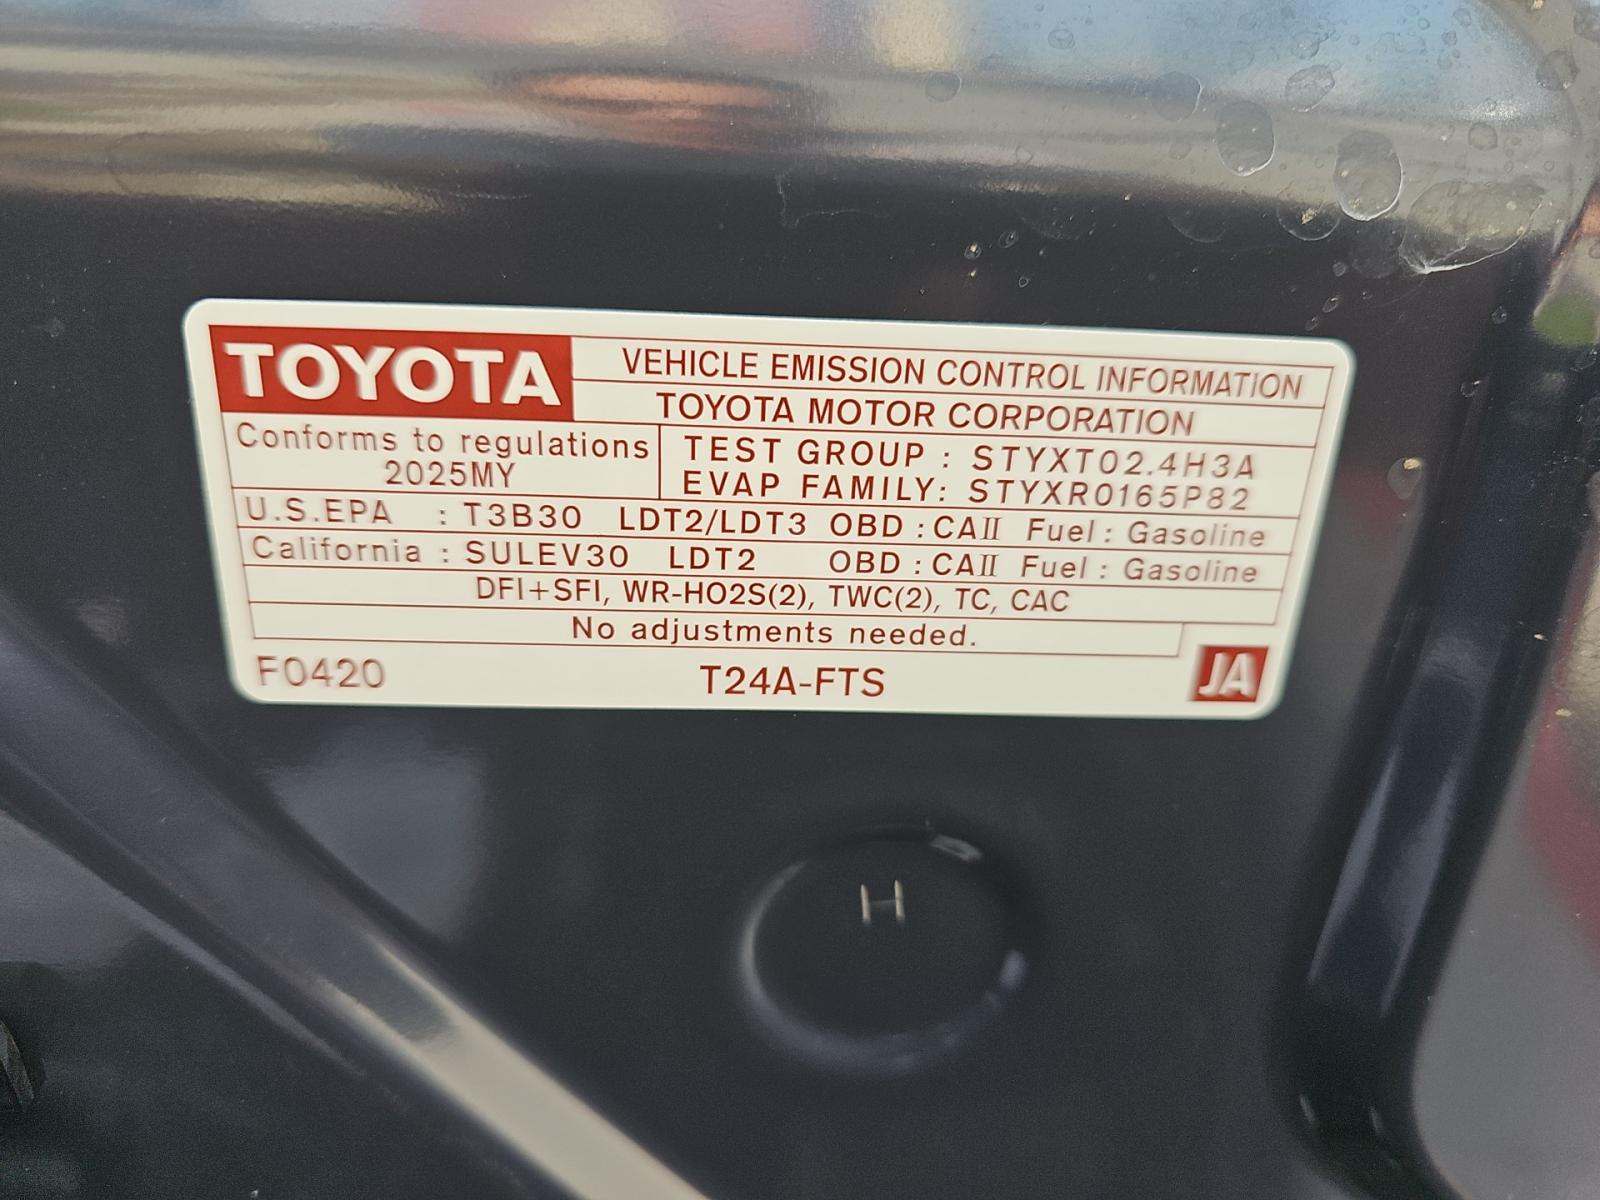 TOYOTA
VEHICLE EMISSION CONTROL INFORMATION
TOYOTA MOTOR CORPORATION
Conforms to regulations
2025MY
TEST GROUP : STYXT02.4H3A
EVAP FAMILY: STYXR0165P82
U.S.EPA : T3B30 LDT2/LDT3 OBD : CAII Fuel : Gasoline
California : SULEV30 LDT2 OBD : CAII Fuel : Gasoline
DFI+SFI, WR-HO2S(2), TWC(2), TC, CAC
No adjustments needed.
F0420 T24A-FTS JA
H